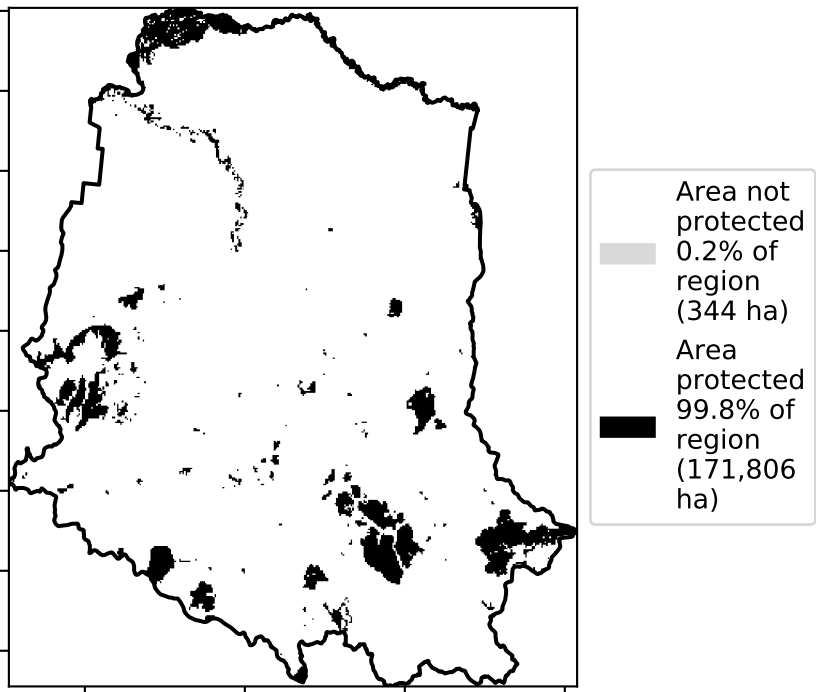 Area not
protected
0.2% of
region
(344 ha)
Area
protected
99.8% of
region
(171,806
ha)